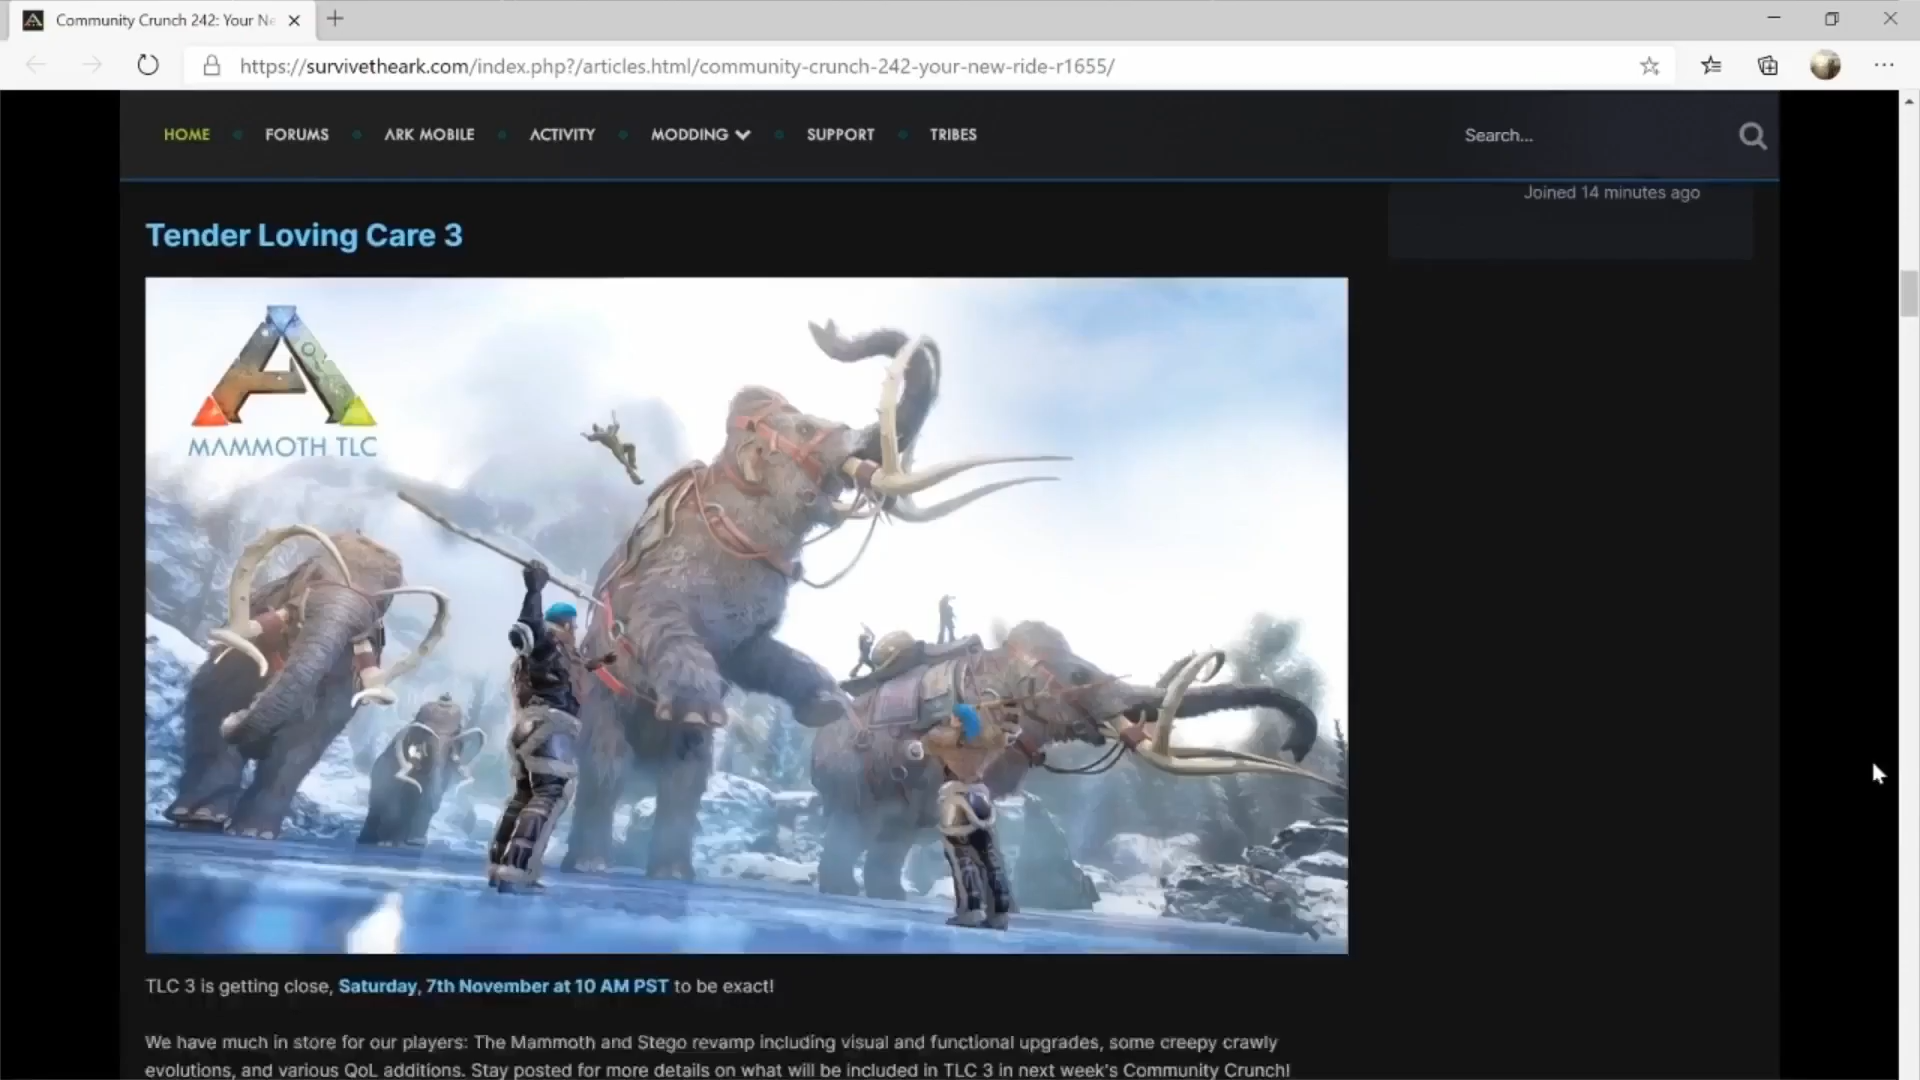 Community Crunch 242: Your Ne
https://survivetheark.com/index.php?/articles.html/community-crunch-242-your-new-ride-r1655/
HOME FORUMS ARK MOBILE ACTIVITY MODDING SUPPORT TRIBES Search...
Joined 14 minutes ago
Tender Loving Care 3
MAMMOTH TLC
TLC 3 is getting close, Saturday, 7th November at 10 AM PST to be exact!
We have much in store for our players: The Mammoth and Stego revamp including visual and functional upgrades, some creepy crawly
evolutions, and various QoL additions. Stay posted for more details on what will be included in TLC 3 in next week's Community Crunch!